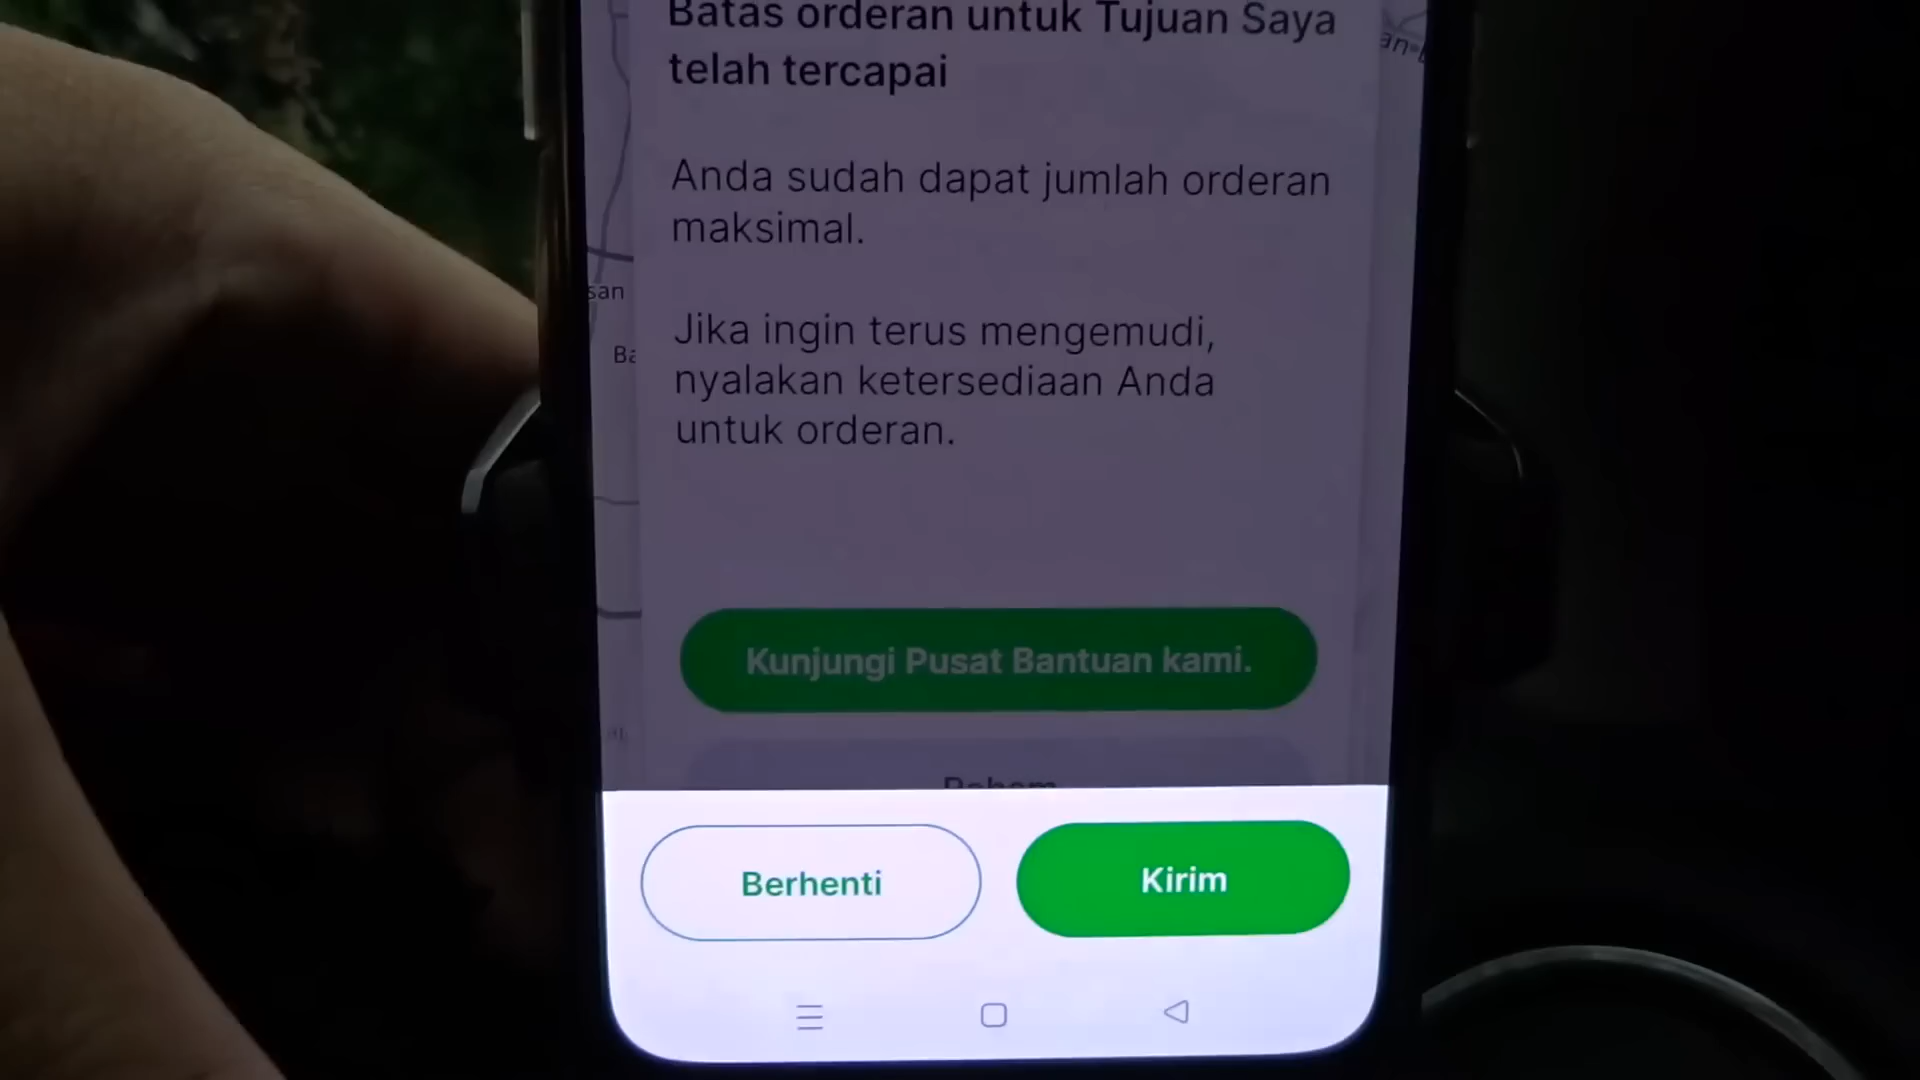 Batas orderan untuk Tujuan Saya
telah tercapai
Anda sudah dapat jumlah orderan
maksimal.
Jika ingin terus mengemudi,
nyalakan ketersediaan Anda
untuk orderan.
Kunjungi Pusat Bantuan kami.
Berhenti
Kirim